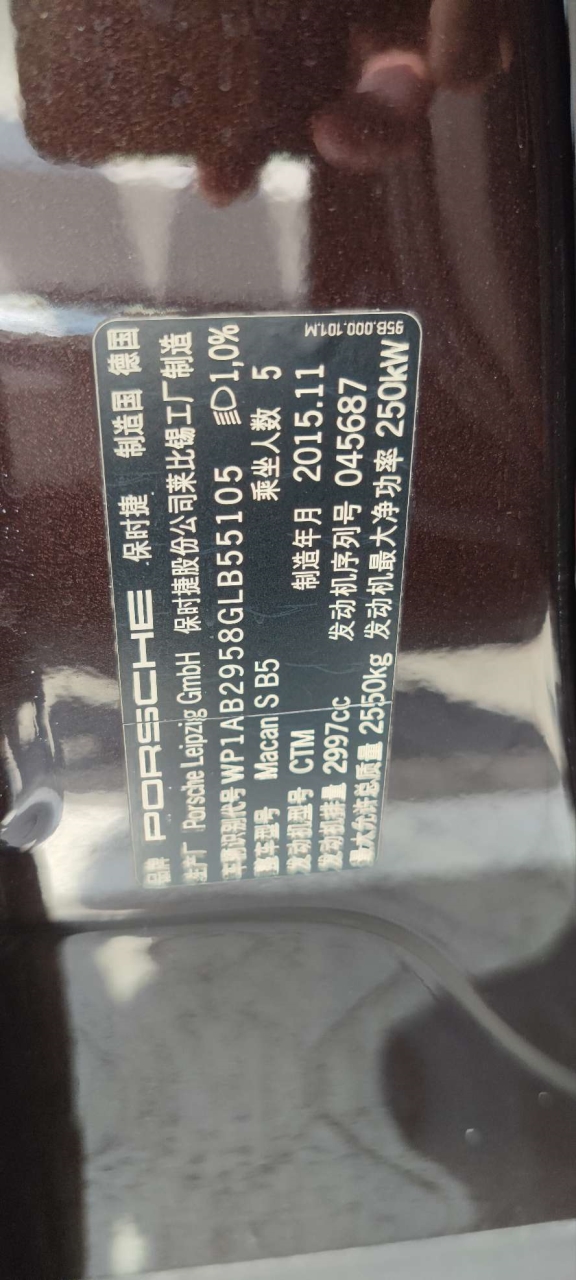 品牌 PORSCHE 保时捷 制造国 德国
生产厂 Porsche Leipzig GmbH 保时捷股份公司莱比锡工厂制造
车辆识别代号 WP1AB2958GLB55105 1,0%
整车型号 Macan S B5 乘坐人数 5
发动机型号 CTM 制造年月 2015.11
发动机排量 2997cc 发动机序列号 045687
最大允许总质量 2550kg 发动机最大净功率 250kW
95B.000.101.M